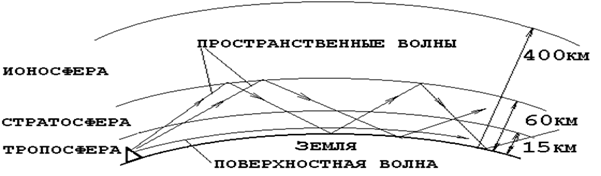 ПРОСТРАНСТВЕННЫЕ ВОЛНЫ
400КМ
ИОНОСФЕРА
СТРАТОСФЕРА
60КМ
ТРОПОСФЕРА
ЗЕМЛЯ
15КМ
ПОВЕРХНОСТНАЯ ВОЛНА